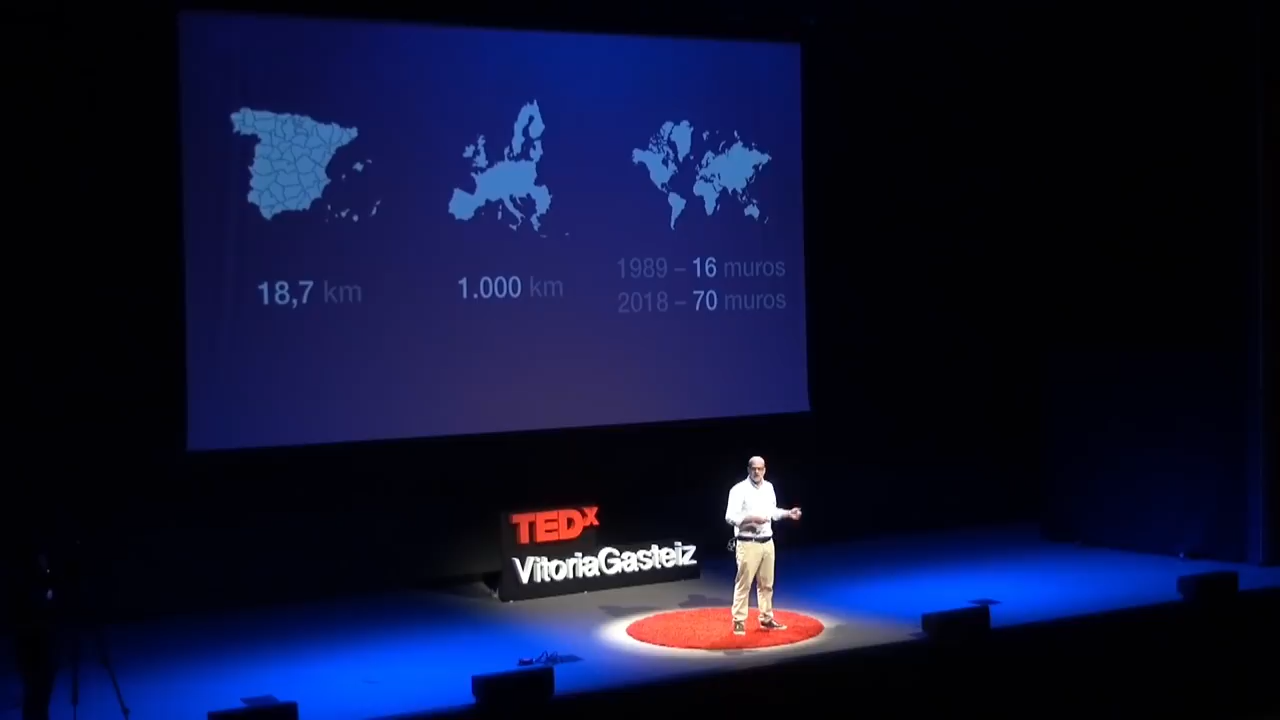 18,7 km
1.000 km
1989 – 16 muros
2018 – 70 muros
TEDx
VitoriaGasteiz